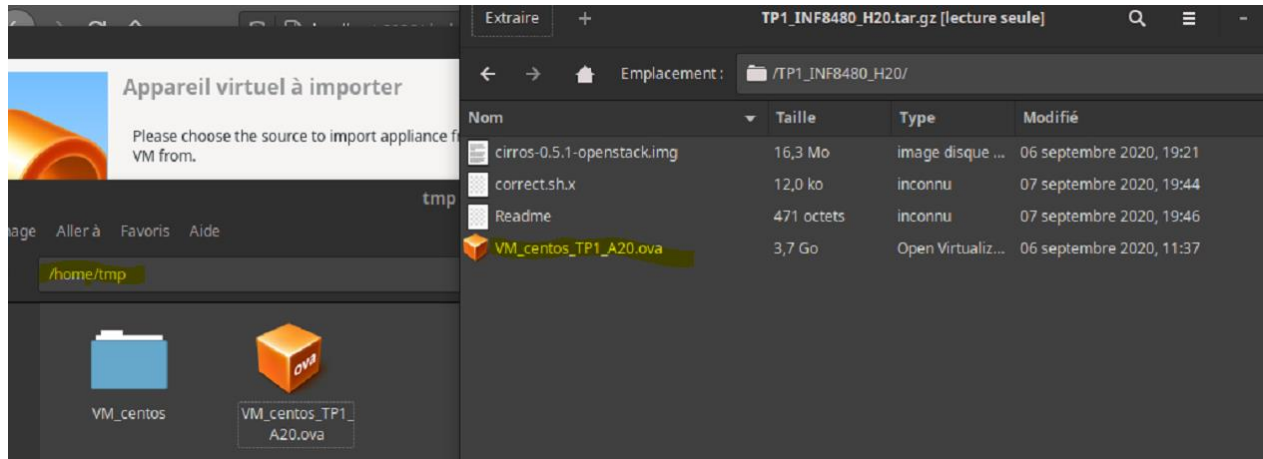 Appareil virtuel à importer
Please choose the source to import appliance f
VM from.
tmp
Aller à Favoris Aide
/home/tmp
VM_centos
VM_centos_TP1_
A20.ova
ova
Extraire + TP1_INF8480_H20.tar.gz [lecture seule]
Emplacement : /TP1_INF8480_H20/
Nom Taille Type Modifié
cirros-0.5.1-openstack.img 16,3 Mo image disque ... 06 septembre 2020, 19:21
correct.sh.x 12,0 ko inconnu 07 septembre 2020, 19:44
Readme 471 octets inconnu 07 septembre 2020, 19:46
VM_centos_TP1_A20.ova 3,7 Go Open Virtualiz... 06 septembre 2020, 11:37